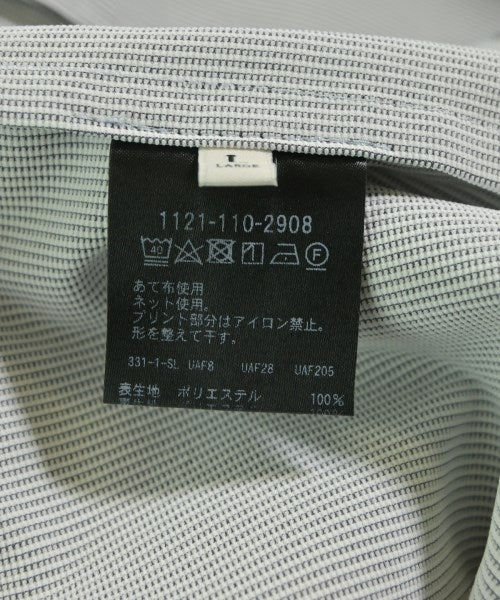 L
LARGE
1121-110-2908
40 F
あて布使用
ネット使用。
プリント部分はアイロン禁止。
形を整えて干す。
331-1-SL UAF8 UAF28 UAF205
表生地 ポリエステル 100%